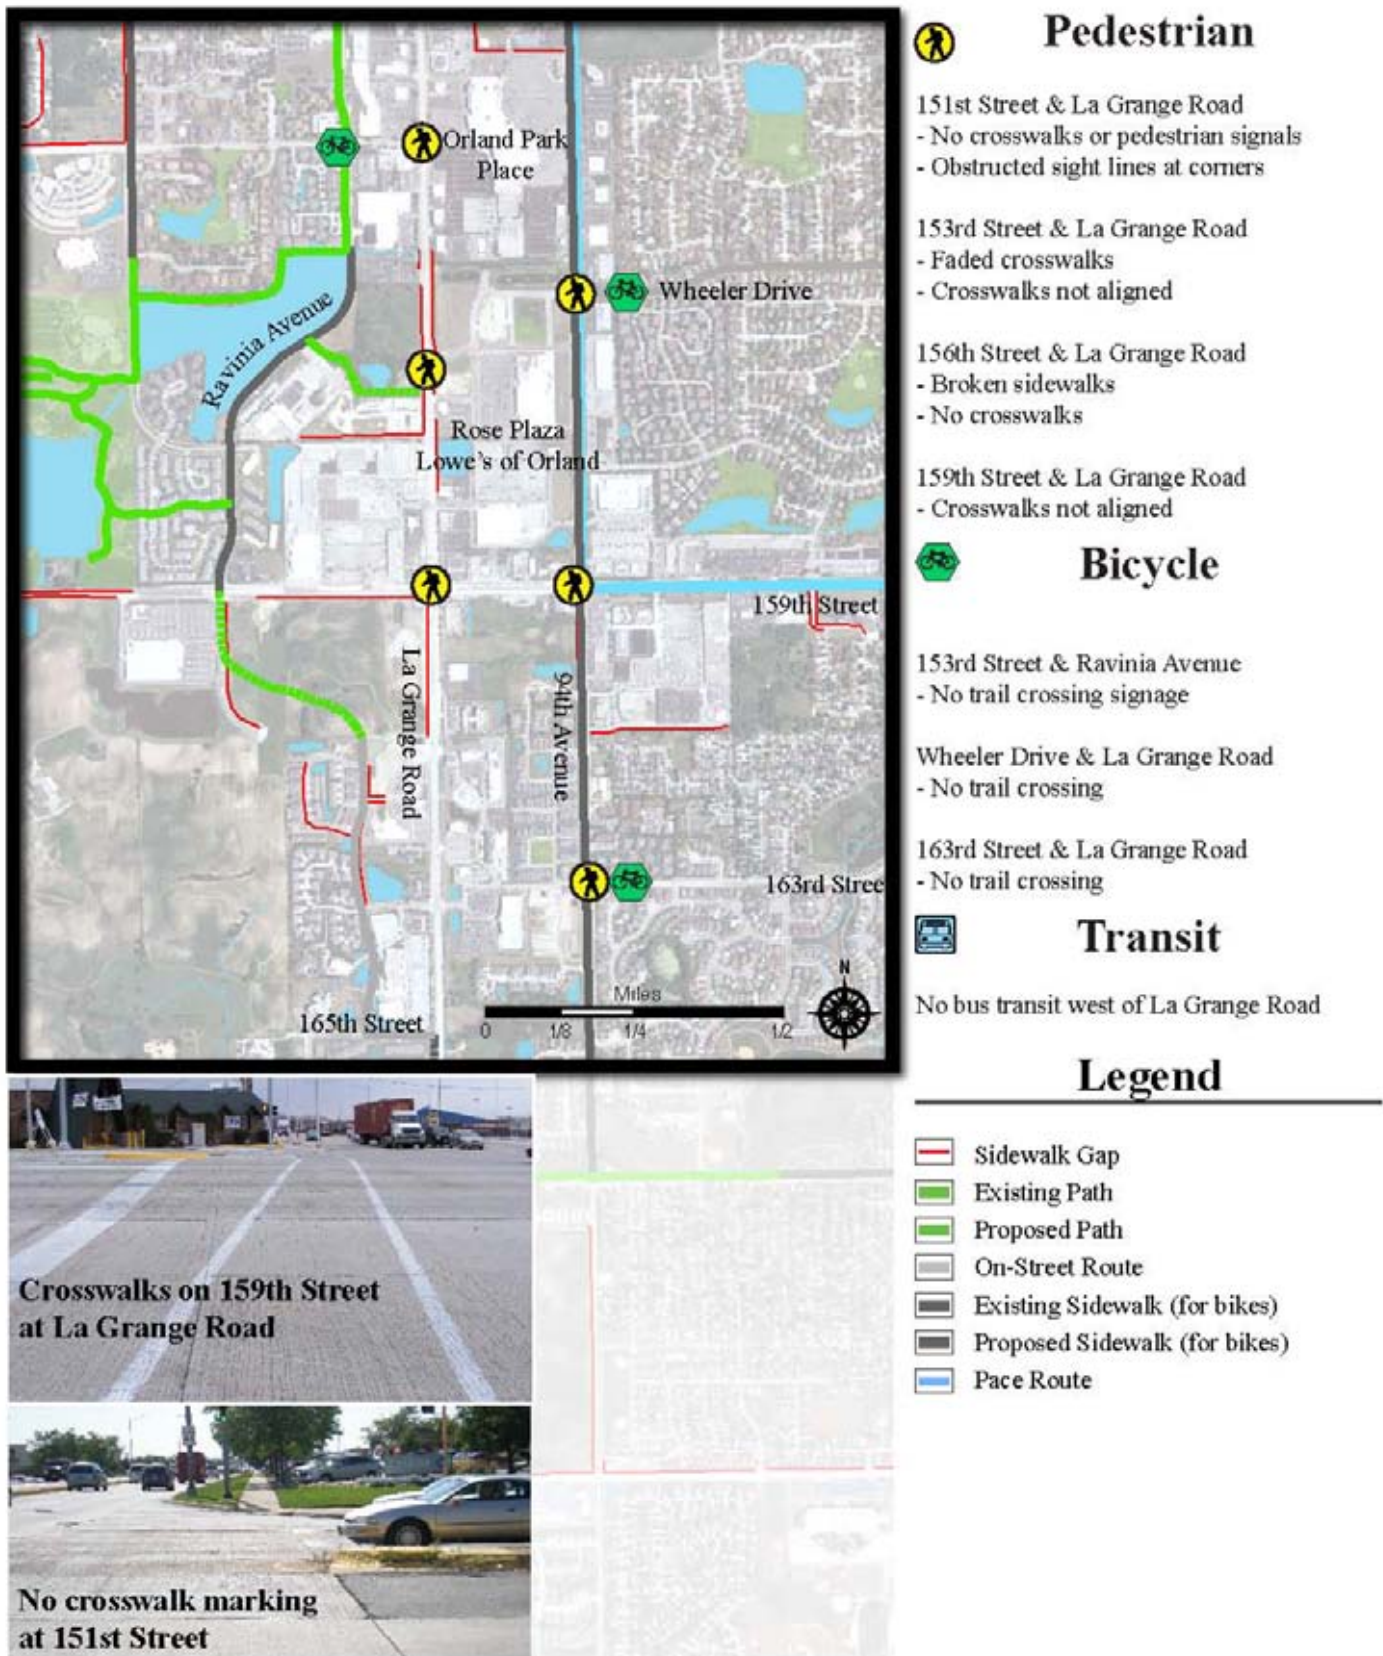 Orland Park
Place
Wheeler Drive
Ravinia Avenue
Rose Plaza
Lowe's of Orland
159th Street
La Grange Road
94th Avenue
163rd Stree
N
Miles
0 1/8 1/4 1/2
165th Street
Crosswalks on 159th Street
at La Grange Road
No crosswalk marking
at 151st Street
Pedestrian
151st Street & La Grange Road
- No crosswalks or pedestrian signals
- Obstructed sight lines at corners
153rd Street & La Grange Road
- Faded crosswalks
- Crosswalks not aligned
156th Street & La Grange Road
- Broken sidewalks
- No crosswalks
159th Street & La Grange Road
- Crosswalks not aligned
Bicycle
153rd Street & Ravinia Avenue
- No trail crossing signage
Wheeler Drive & La Grange Road
- No trail crossing
163rd Street & La Grange Road
- No trail crossing
Transit
No bus transit west of La Grange Road
Legend
Sidewalk Gap
Existing Path
Proposed Path
On-Street Route
Existing Sidewalk (for bikes)
Proposed Sidewalk (for bikes)
Pace Route